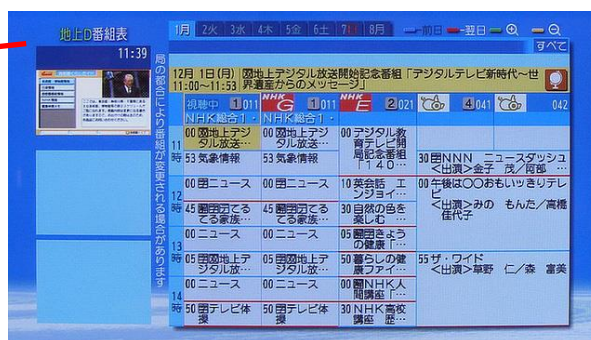 地上D番組表
1月 2火 3水 4木 5金 6土 7日 8月 前日 翌日
すべて
11:39
局の都合により番組が変更される場合があります
12月 1日(月) 地上デジタル放送開始記念番組「デジタルテレビ新時代～世
11:00～11:53 界遺産からのメッセージ」
視聴中 1 011 NHK G 1 011 NHK E 2 021 4 041 042
NHK総合1・ NHK総合1・
11時
00 地上デジ
タル放送…
53 気象情報
00 地上デジ
タル放送…
53 気象情報
00 デジタル教
育テレビ開
局記念番組
「140…
30 NNN ニュースダッシュ
<出演>金子 茂/阿部 …
12時
00 ニュース
45 てる
てる家族…
00 ニュース
45 てる
てる家族…
10 英会話 エ
ンジョイ…
30 自然の色を
楽しむ …
00 午後は〇〇おもいッきりテレ
ビ
<出演>みの もんた/高橋
佳代子
13時
00 ニュース
05 地上デ
ジタル放…
00 ニュース
05 地上デ
ジタル放…
05 きょう
の健康「…
50 暮らしの健
康ファイ…
55 ザ・ワイド
<出演>草野 仁/森 富美
14時
50 テレビ体
操
50 テレビ体
操
00 NHK人
間講座「…
30 NHK高校
講座 歴…